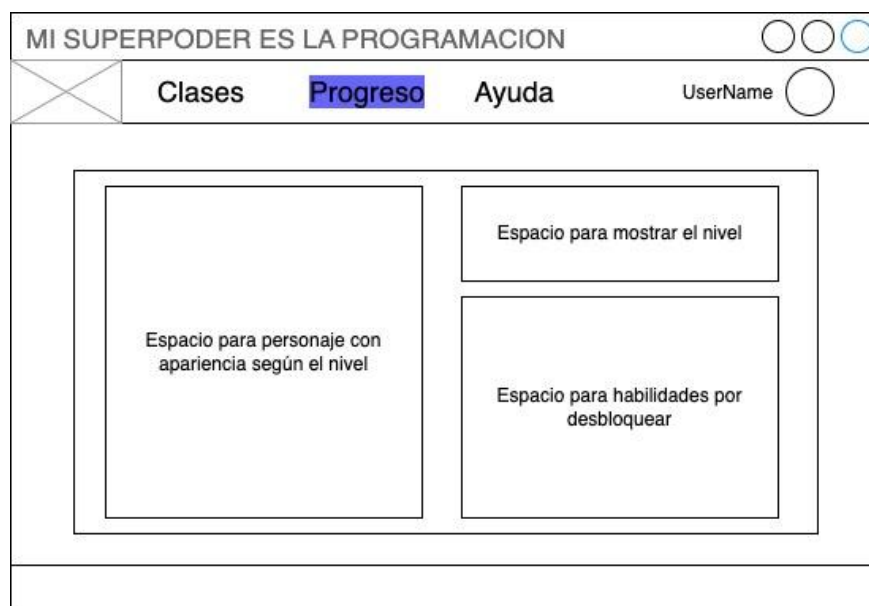 MI SUPERPODER ES LA PROGRAMACION
Clases Progreso Ayuda UserName
Espacio para personaje con
apariencia según el nivel
Espacio para mostrar el nivel
Espacio para habilidades por
desbloquear